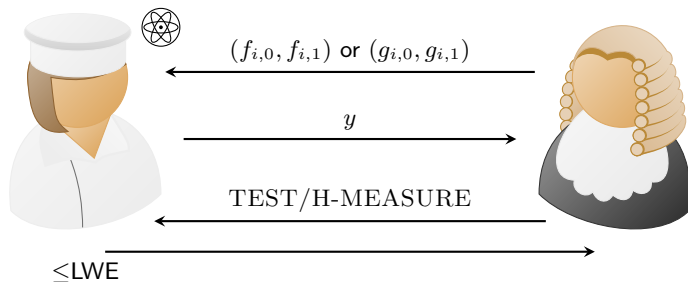 $(f_{i,0}, f_{i,1})$ or $(g_{i,0}, g_{i,1})$
$y$
TEST/H-MEASURE
≤LWE